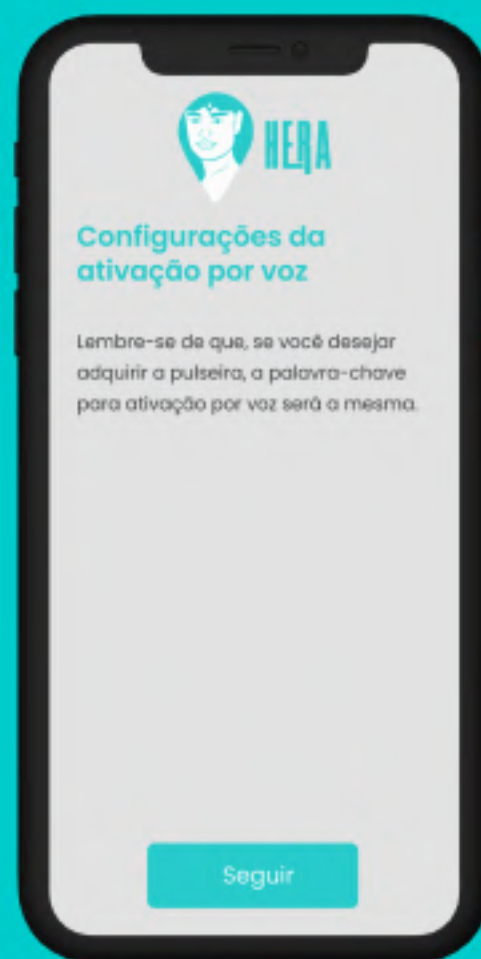 HERA
Configurações da
ativação por voz
Lembre-se de que, se você desejar
adquirir a pulseira, a palavra-chave
para ativação por voz será a mesma.
Seguir